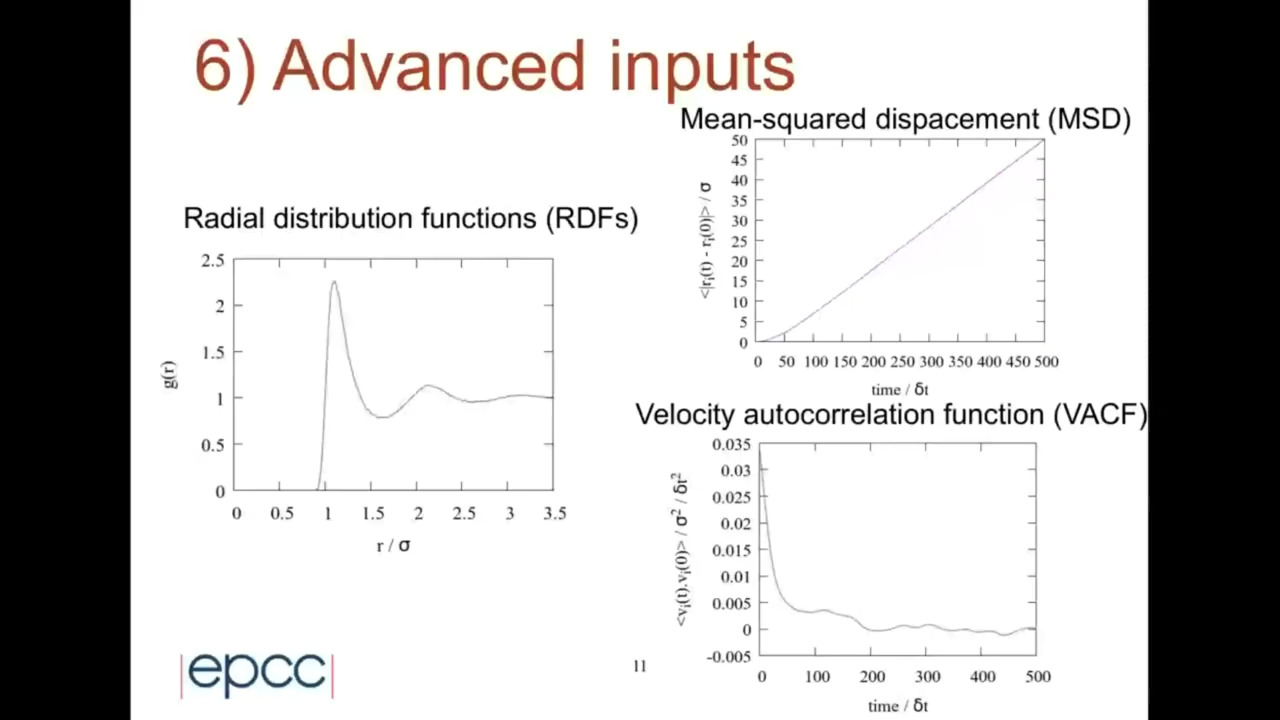 6) Advanced inputs
Mean-squared dispacement (MSD)
50
45
40
35
30
25
20
15
10
5
0
<|rᵢ(t) - rᵢ(0)|> / σ
0 50 100 150 200 250 300 350 400 450 500
time / δt
Radial distribution functions (RDFs)
2.5
2
1.5
1
0.5
0
g(r)
0 0.5 1 1.5 2 2.5 3 3.5
r / σ
Velocity autocorrelation function (VACF)
0.035
0.03
0.025
0.02
0.015
0.01
0.005
0
-0.005
<vᵢ(t).vᵢ(0)> / σ² / δt²
0 100 200 300 400 500
time / δt
epcc
11